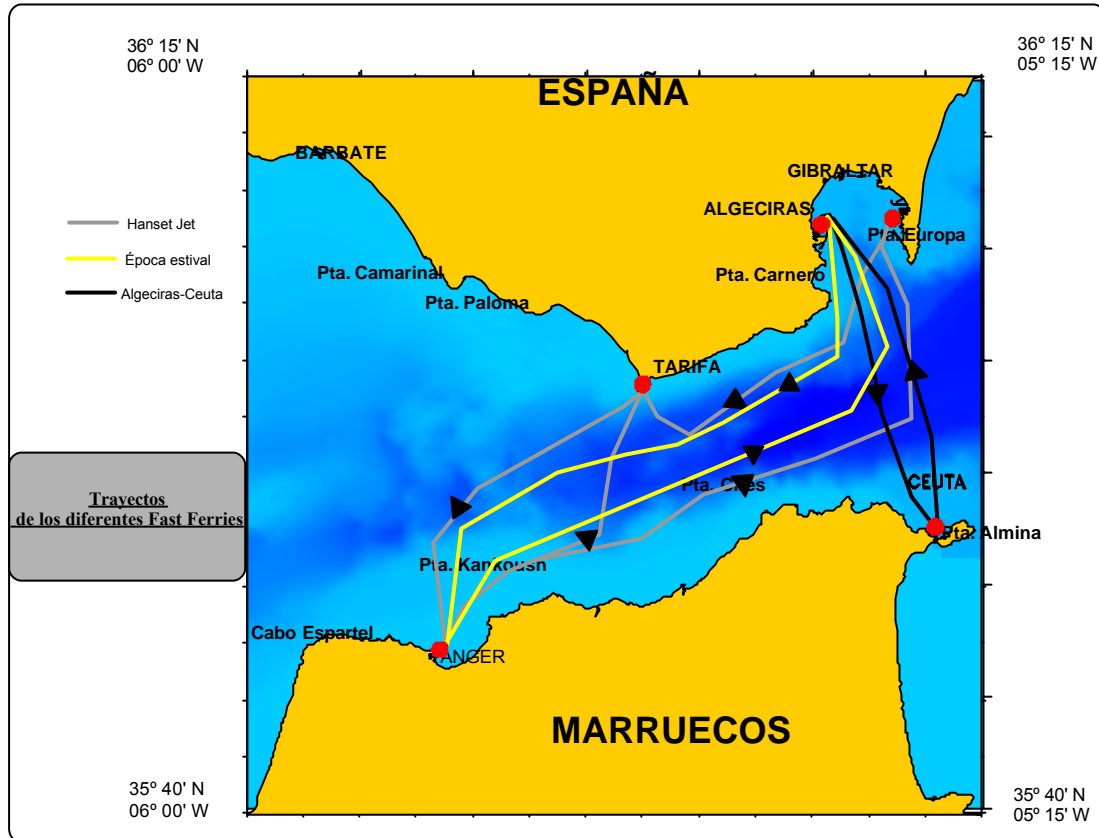 36º 15' N
06º 00' W
36º 15' N
05º 15' W
ESPAÑA
BARBATE
GIBRALTAR
ALGECIRAS
Pta. Europa
Hanset Jet
Época estival
Algeciras-Ceuta
Pta. Camarinal
Pta. Carnero
Pta. Paloma
TARIFA
Trayectos
de los diferentes Fast Ferries
Pta. Cires
CEUTA
Pta. Almina
Pta. Kankoush
Cabo Espartel
TANGER
MARRUECOS
35º 40' N
06º 00' W
35º 40' N
05º 15' W